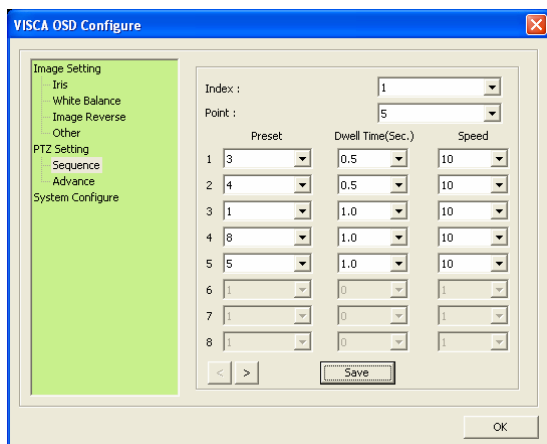 VISCA OSD Configure
Image Setting
Iris
White Balance
Image Reverse
Other
PTZ Setting
Sequence
Advance
System Configure
Index : 1
Point : 5
Preset Dwell Time(Sec.) Speed
1 3 0.5 10
2 4 0.5 10
3 1 1.0 10
4 8 1.0 10
5 5 1.0 10
6 1 0 1
7 1 0 1
8 1 0 1
< > Save
OK